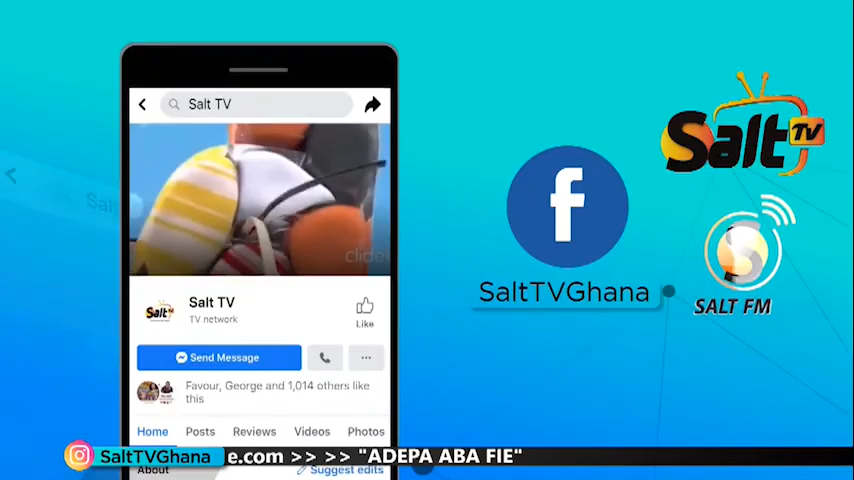 Salt TV
clidec
Salt TV
TV network
Like
Send Message
Favour, George and 1,014 others like
this
Home Posts Reviews Videos Photos
About Suggest edits
f
SaltTVGhana
Salt TV
S
SALT FM
SaltTVGhana e.com >> >> "ADEPA ABA FIE"